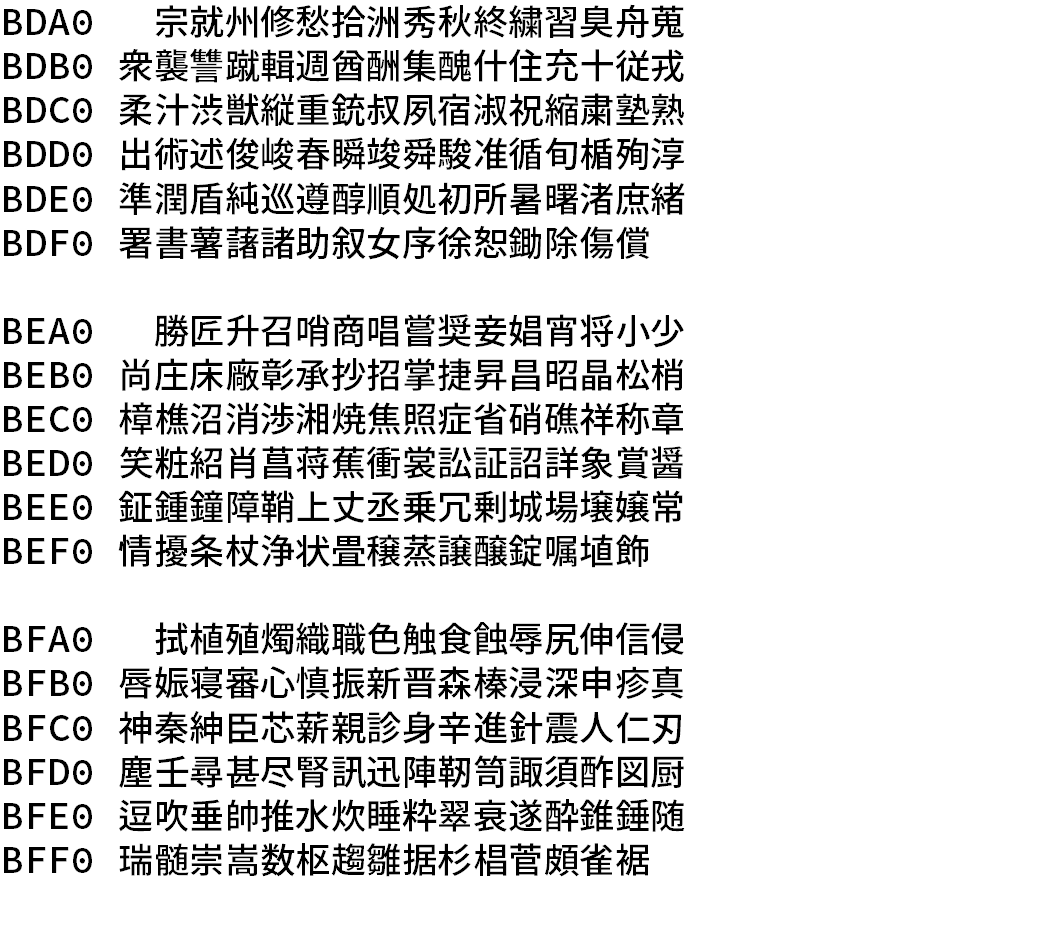 BDA0 宗就州修愁拾洲秀秋終繍習臭舟蒐
BDB0 衆襲讐蹴輯週酋酬集醜什住充十従戎
BDC0 柔汁渋獣縦重銃叔夙宿淑祝縮粛塾熟
BDD0 出術述俊峻春瞬竣舜駿准循旬楯殉淳
BDE0 準潤盾純巡遵醇順処初所暑曙渚庶緒
BDF0 署書薯藷諸助叙女序徐恕鋤除傷償
BEA0 勝匠升召哨商唱嘗奨妾娼宵将小少
BEB0 尚庄床廠彰承抄招掌捷昇昌昭晶松梢
BEC0 樟樵沼消渉湘焼焦照症省硝礁祥称章
BED0 笑粧紹肖菖蒋蕉衝裳訟証詔詳象賞醤
BEE0 鉦鍾鐘障鞘上丈丞乗冗剰城場壌嬢常
BEF0 情擾条杖浄状畳穣蒸譲醸錠嘱埴飾
BFA0 拭植殖燭織職色触食蝕辱尻伸信侵
BFB0 唇娠寝審心慎振新晋森榛浸深申疹真
BFC0 神秦紳臣芯薪親診身辛進針震人仁刃
BFD0 塵壬尋甚尽腎訊迅陣靭笥諏須酢図厨
BFE0 逗吹垂帥推水炊睡粋翠衰遂酔錐錘随
BFF0 瑞髄崇嵩数枢趨雛据杉椙菅頗雀裾